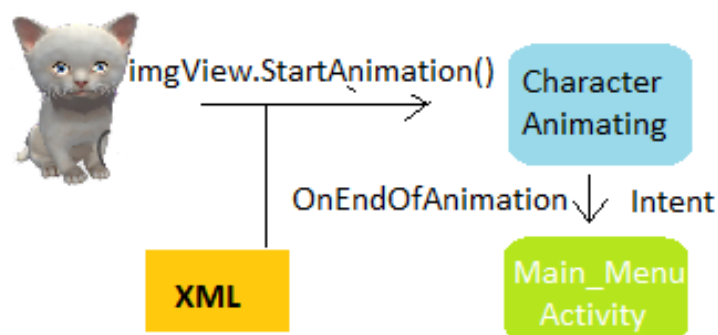 imgView.StartAnimation()
Character
Animating
OnEndOfAnimation
Intent
XML
Main_Menu
Activity